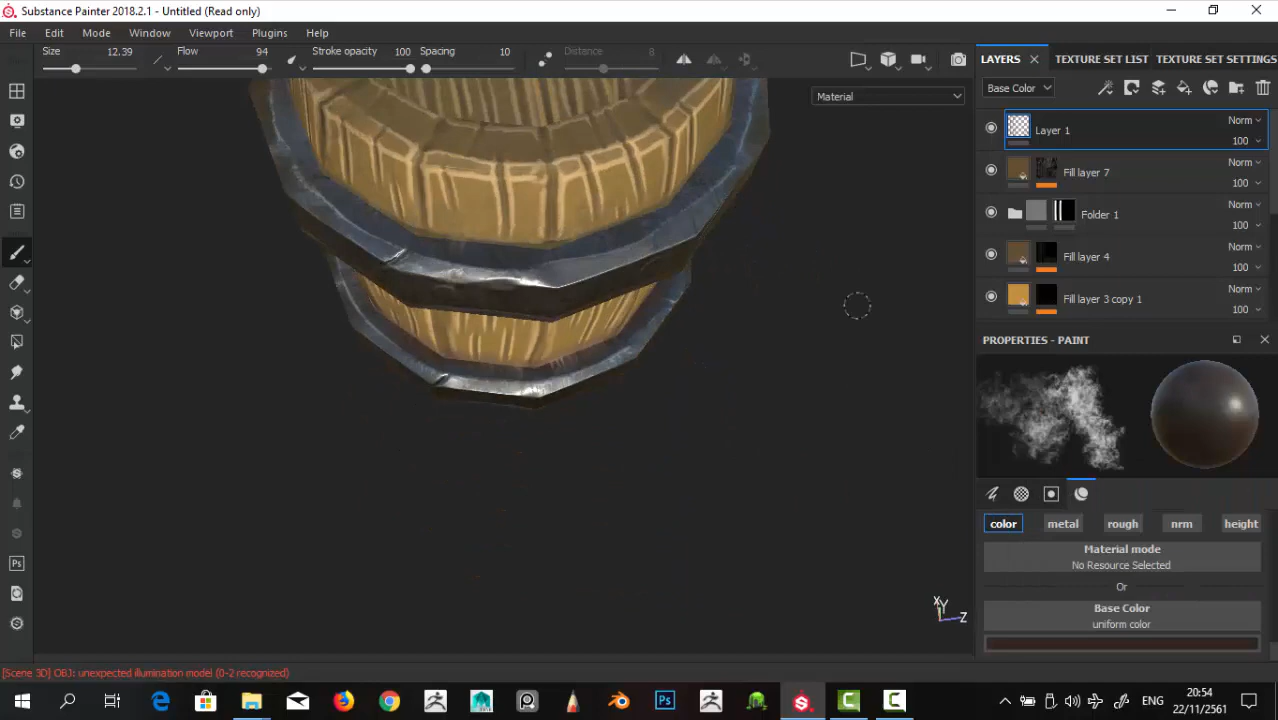 Substance Painter 2018.2.1 - Untitled (Read only)
File Edit Mode Window Viewport Plugins Help
Size 12.39 Flow 94 Stroke opacity 100 Spacing 10 Distance 8
LAYERS TEXTURE SET LIST TEXTURE SET SETTINGS
Material
Base Color
Layer 1 Norm 100
Fill layer 7 Norm 100
Folder 1 Norm 100
Fill layer 4 Norm 100
Fill layer 3 copy 1 Norm 100
PROPERTIES - PAINT
color metal rough nrm height
Material mode
No Resource Selected
Or
Base Color
uniform color
X Y Z
[Scene 3D] OBJ: unexpected illumination model (0-2 recognized)
Ps
ENG
20:54
22/11/2561